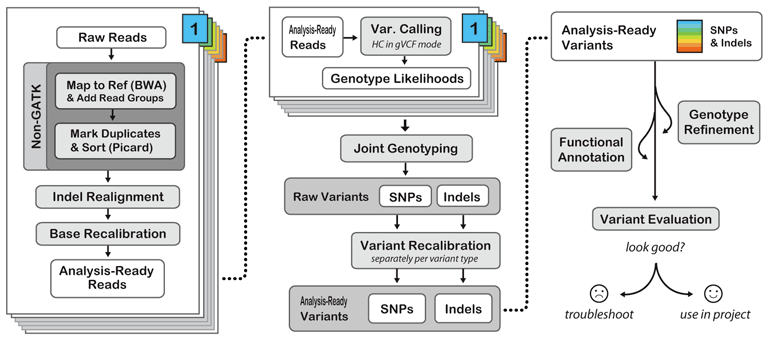 1
Raw Reads
Non-GATK
Map to Ref (BWA)
& Add Read Groups
Mark Duplicates
& Sort (Picard)
Indel Realignment
Base Recalibration
Analysis-Ready
Reads
1
Analysis-Ready
Reads
Var. Calling
HC in gVCF mode
Genotype Likelihoods
Joint Genotyping
Raw Variants
SNPs
Indels
Variant Recalibration
separately per variant type
Analysis-Ready
Variants
SNPs
Indels
Analysis-Ready
Variants
SNPs
& Indels
Genotype
Refinement
Functional
Annotation
Variant Evaluation
look good?
troubleshoot
use in project